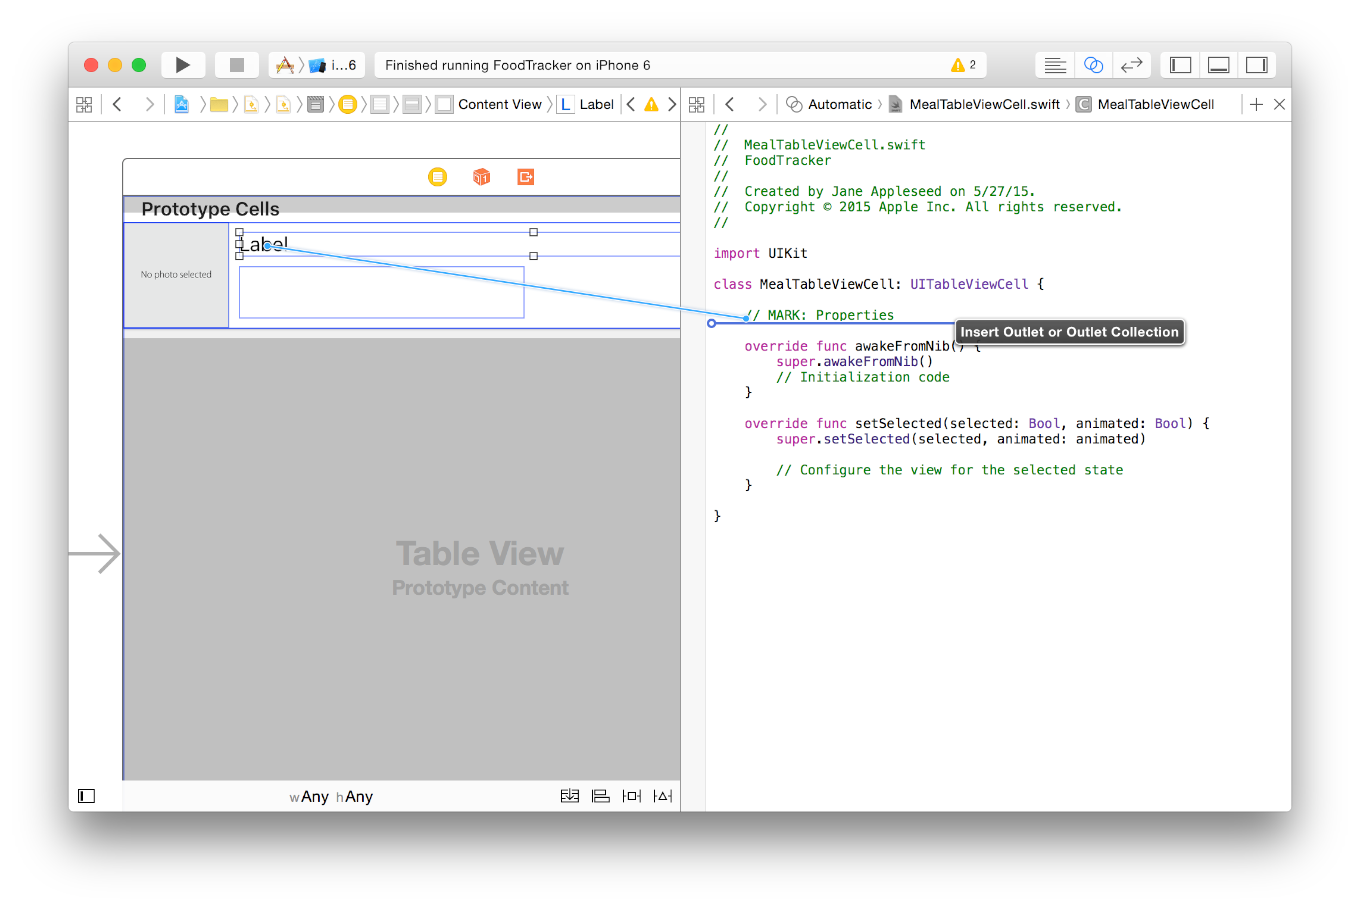 i...6
Finished running FoodTracker on iPhone 6
2
Content View
L Label
Automatic
MealTableViewCell.swift
C MealTableViewCell
Prototype Cells
No photo selected
Label
Table View
Prototype Content
wAny hAny
//
// MealTableViewCell.swift
// FoodTracker
//
// Created by Jane Appleseed on 5/27/15.
// Copyright © 2015 Apple Inc. All rights reserved.
//
import UIKit
class MealTableViewCell: UITableViewCell {
// MARK: Properties
Insert Outlet or Outlet Collection
override func awakeFromNib() {
super.awakeFromNib()
// Initialization code
}
override func setSelected(selected: Bool, animated: Bool) {
super.setSelected(selected, animated: animated)
// Configure the view for the selected state
}
}